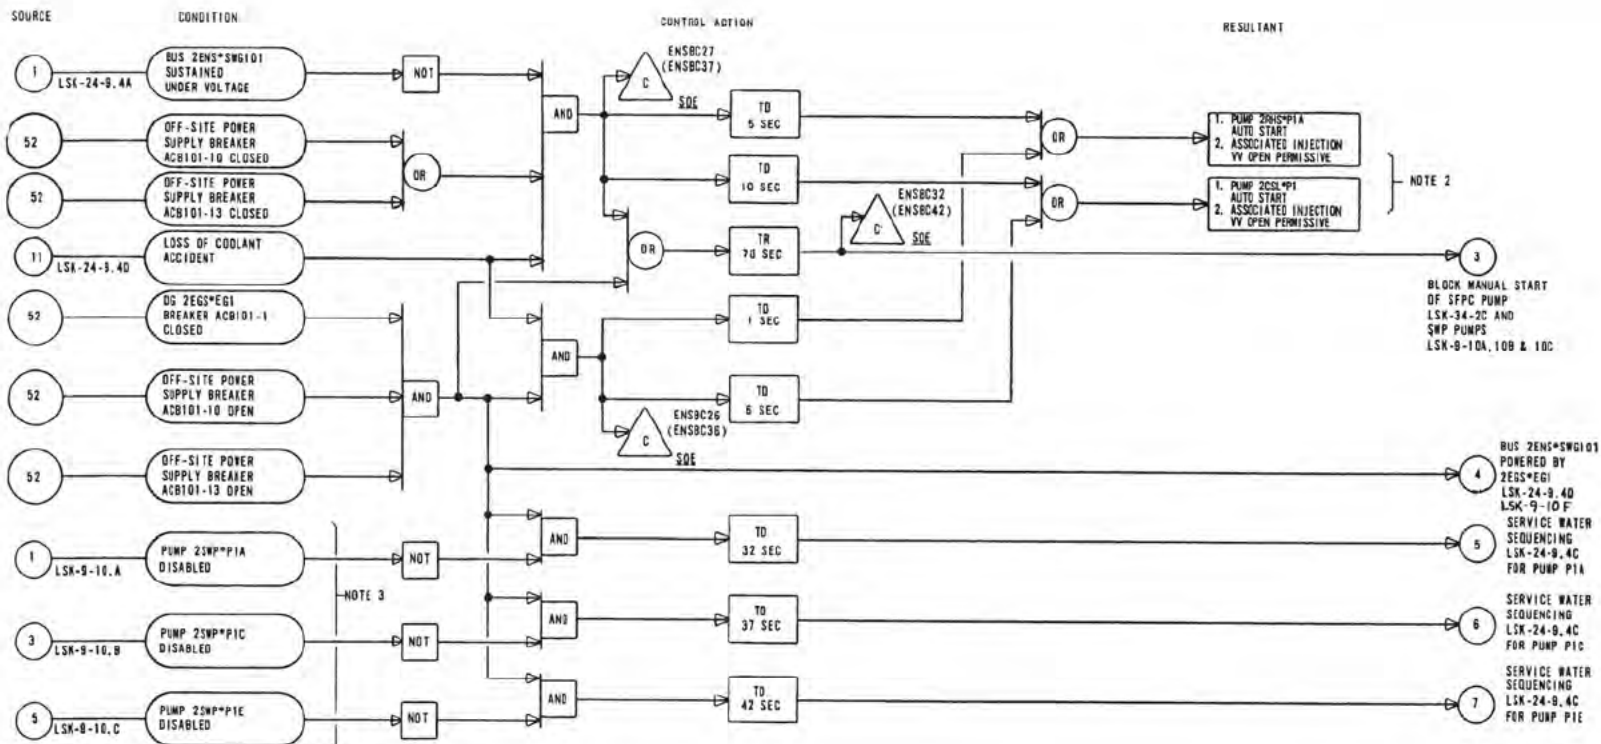 SOURCE
CONDITION
CONTROL ACTION
RESULTANT
1
LSK-24-9.4A
BUS 2ENS*SWG101
SUSTAINED
UNDER VOLTAGE
NOT
52
OFF-SITE POWER
SUPPLY BREAKER
ACB101-10 CLOSED
52
OFF-SITE POWER
SUPPLY BREAKER
ACB101-13 CLOSED
OR
11
LSK-24-9.4D
LOSS OF COOLANT
ACCIDENT
AND
C
ENSBC27
(ENSBC37)
SOE
TD
5 SEC
TD
10 SEC
OR
TR
70 SEC
C
ENSBC32
(ENSBC42)
SOE
OR
1. PUMP 2RHS*P1A
AUTO START
2. ASSOCIATED INJECTION
VV OPEN PERMISSIVE
OR
1. PUMP 2CSL*P1
AUTO START
2. ASSOCIATED INJECTION
VV OPEN PERMISSIVE
NOTE 2
3
BLOCK MANUAL START
OF SFPC PUMP
LSK-34-2C AND
SWP PUMPS
LSK-9-10A, 10B & 10C
52
DG 2EGS*EG1
BREAKER ACB101-1
CLOSED
52
OFF-SITE POWER
SUPPLY BREAKER
ACB101-10 OPEN
52
OFF-SITE POWER
SUPPLY BREAKER
ACB101-13 OPEN
AND
AND
TD
1 SEC
TD
6 SEC
C
ENSBC26
(ENSBC36)
SOE
4
BUS 2ENS*SWG101
POWERED BY
2EGS*EG1
LSK-24-9.4D
LSK-9-10F
1
LSK-9-10.A
PUMP 2SWP*P1A
DISABLED
NOT
AND
TD
32 SEC
5
SERVICE WATER
SEQUENCING
LSK-24-9.4C
FOR PUMP P1A
NOTE 3
3
LSK-9-10.B
PUMP 2SWP*P1C
DISABLED
NOT
AND
TD
37 SEC
6
SERVICE WATER
SEQUENCING
LSK-24-9.4C
FOR PUMP P1C
5
LSK-9-10.C
PUMP 2SWP*P1E
DISABLED
NOT
AND
TD
42 SEC
7
SERVICE WATER
SEQUENCING
LSK-24-9.4C
FOR PUMP P1E